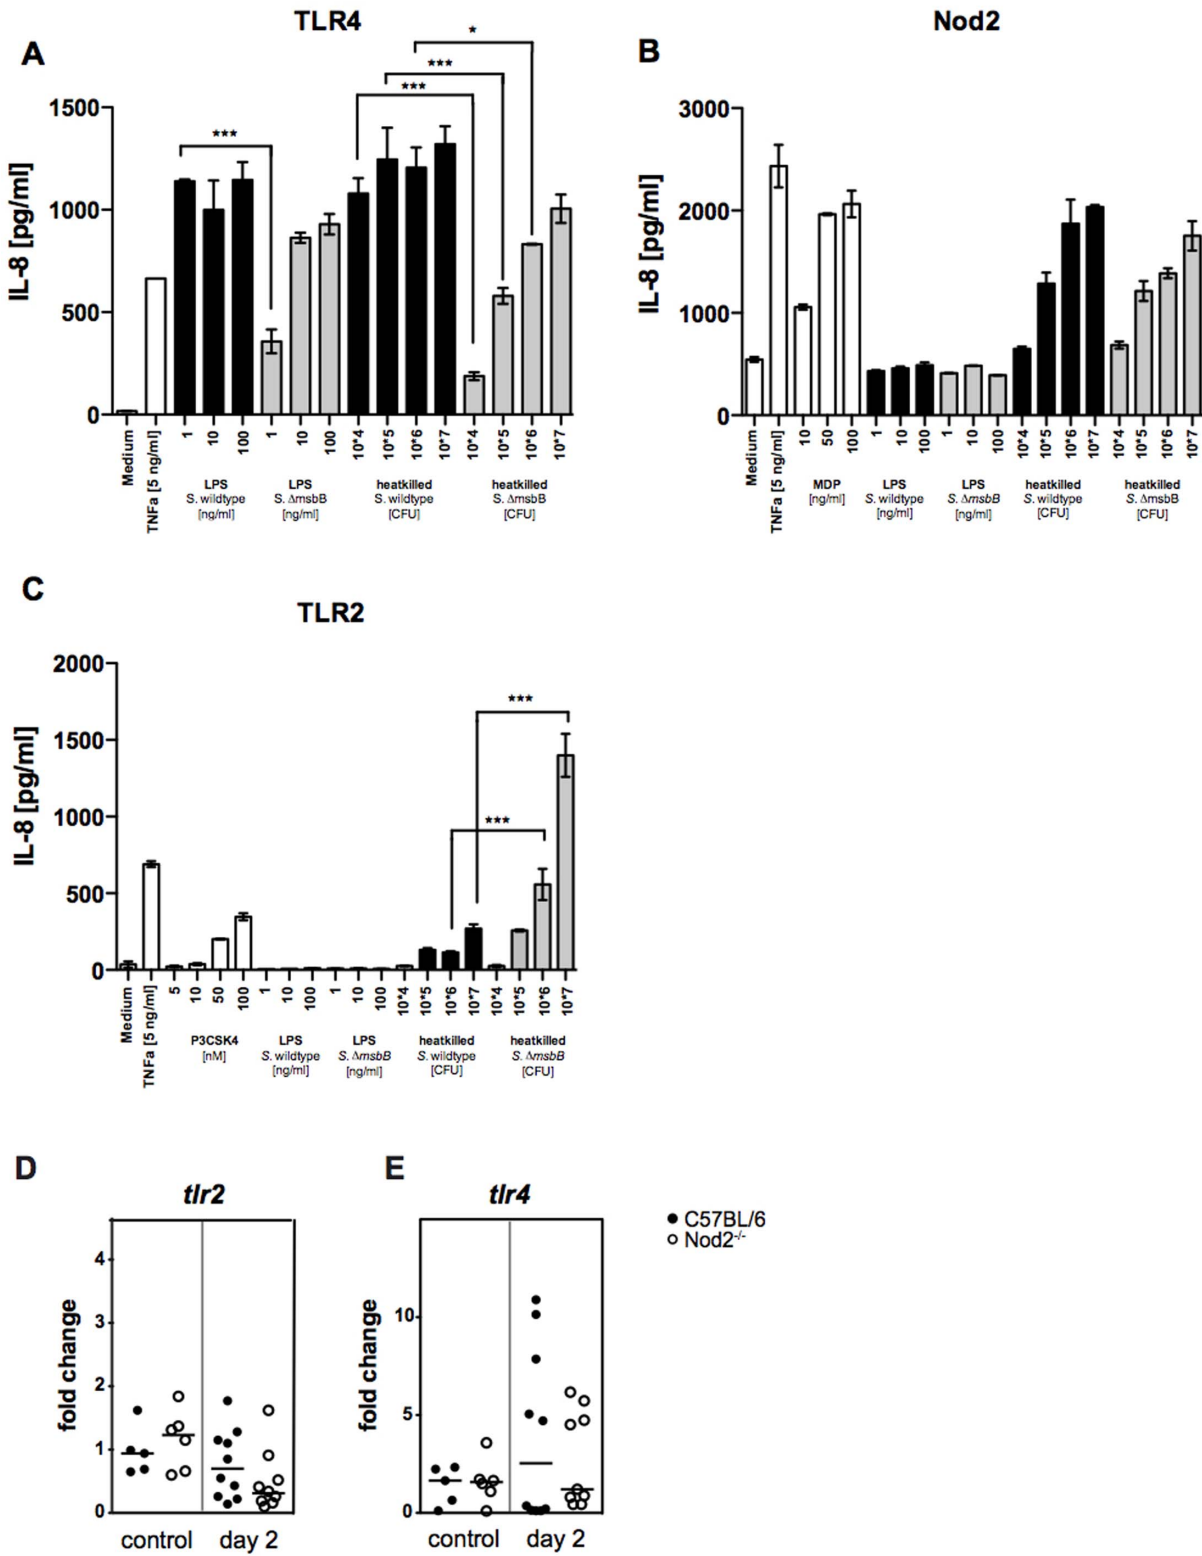 TLR4
A
*
***
***
***
IL-8 [pg/ml]
1500
1000
500
0
Medium
TNFa [5 ng/ml]
1
10
100
1
10
100
10*4
10*5
10*6
10*7
10*4
10*5
10*6
10*7
LPS
S. wildtype
[ng/ml]
LPS
S. ΔmsbB
[ng/ml]
heatkilled
S. wildtype
[CFU]
heatkilled
S. ΔmsbB
[CFU]
Nod2
B
IL-8 [pg/ml]
3000
2000
1000
0
Medium
TNFa [5 ng/ml]
10
50
100
1
10
100
1
10
100
10*4
10*5
10*6
10*7
10*4
10*5
10*6
10*7
MDP
[ng/ml]
LPS
S. wildtype
[ng/ml]
LPS
S. ΔmsbB
[ng/ml]
heatkilled
S. wildtype
[CFU]
heatkilled
S. ΔmsbB
[CFU]
C
TLR2
***
***
IL-8 [pg/ml]
2000
1500
1000
500
0
Medium
TNFa [5 ng/ml]
5
10
50
100
1
10
100
1
10
100
10*4
10*5
10*6
10*7
10*4
10*5
10*6
10*7
P3CSK4
[nM]
LPS
S. wildtype
[ng/ml]
LPS
S. ΔmsbB
[ng/ml]
heatkilled
S. wildtype
[CFU]
heatkilled
S. ΔmsbB
[CFU]
D
tlr2
fold change
4
3
2
1
0
control
day 2
E
tlr4
fold change
10
5
0
control
day 2
C57BL/6
Nod2-/-